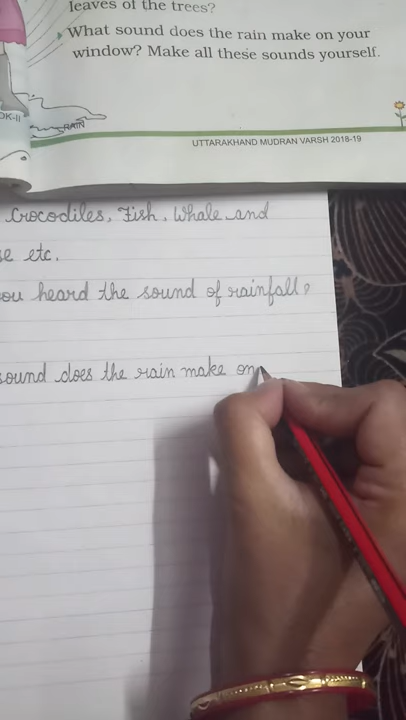 leaves of the trees?
What sound does the rain make on your
window? Make all these sounds yourself.
OK-II
RAIN
UTTARAKHAND MUDRAN VARSH 2018-19
Crocodiles, Fish, Whale and
se etc.
ou heard the sound of rainfall?
sound does the rain make on